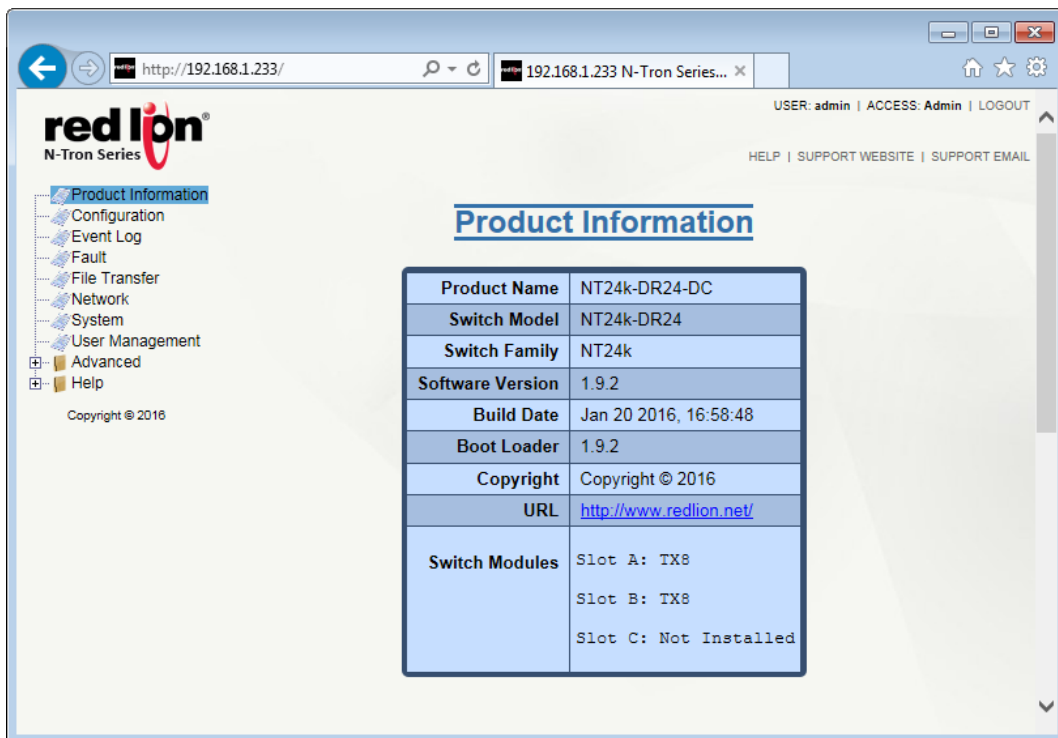 http://192.168.1.233/
192.168.1.233 N-Tron Series...
USER: admin | ACCESS: Admin | LOGOUT
red lion®
N-Tron Series
HELP | SUPPORT WEBSITE | SUPPORT EMAIL
Product Information
Configuration
Event Log
Fault
File Transfer
Network
System
User Management
Advanced
Help
Copyright © 2016
Product Information
Product Name NT24k-DR24-DC
Switch Model NT24k-DR24
Switch Family NT24k
Software Version 1.9.2
Build Date Jan 20 2016, 16:58:48
Boot Loader 1.9.2
Copyright Copyright © 2016
URL http://www.redlion.net/
Switch Modules Slot A: TX8
Slot B: TX8
Slot C: Not Installed